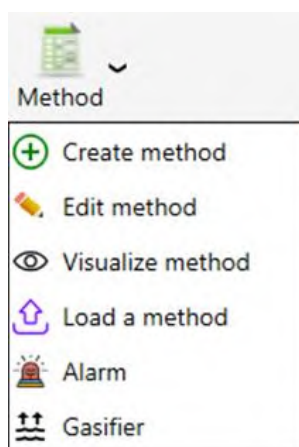 Method
Create method
Edit method
Visualize method
Load a method
Alarm
Gasifier